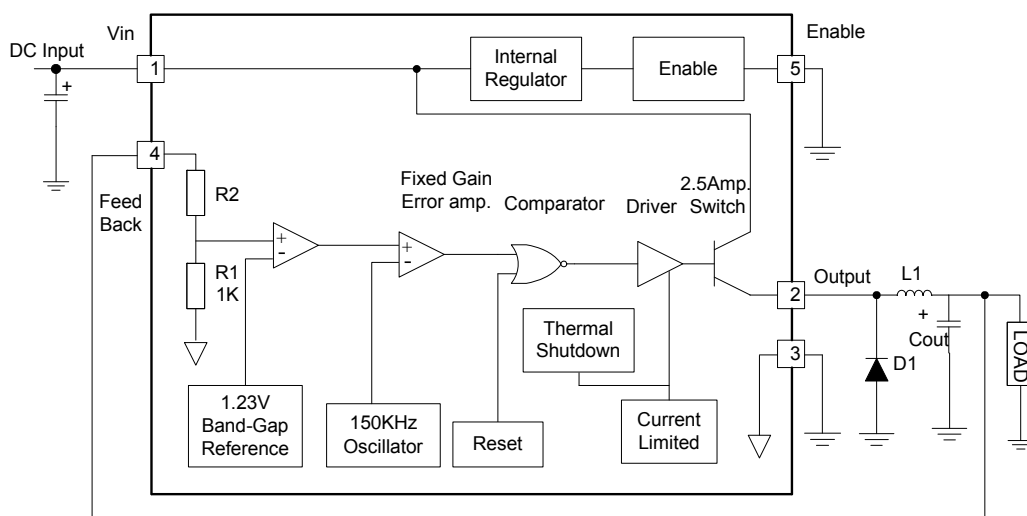 Vin
Enable
DC Input
1
Internal
Regulator
Enable
5
+
4
Feed
Back
R2
Fixed Gain
Error amp.
Comparator
Driver
2.5Amp.
Switch
+
-
+
-
R1
1K
Output
2
L1
+
Cout
LOAD
D1
3
Thermal
Shutdown
1.23V
Band-Gap
Reference
150KHz
Oscillator
Reset
Current
Limited